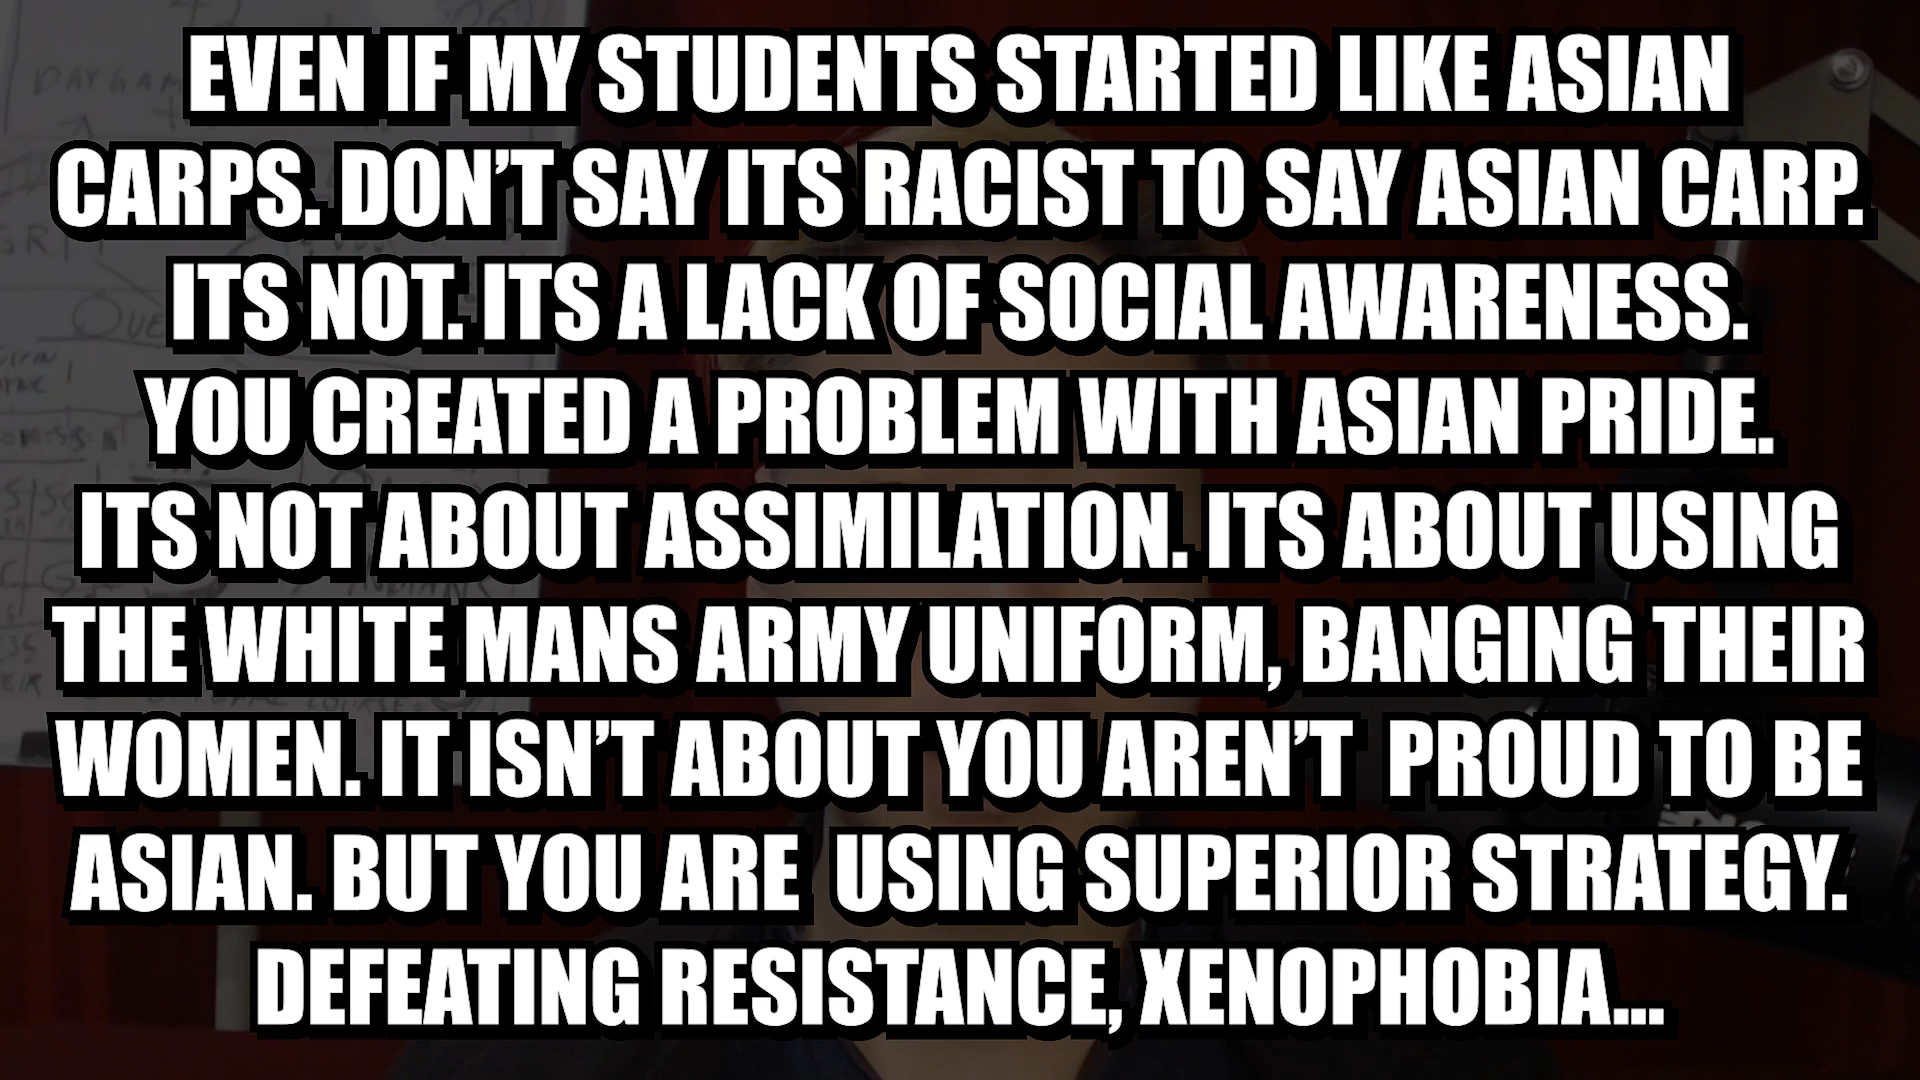 EVEN IF MY STUDENTS STARTED LIKE ASIAN
CARPS. DON'T SAY ITS RACIST TO SAY ASIAN CARP.
ITS NOT. ITS A LACK OF SOCIAL AWARENESS.
YOU CREATED A PROBLEM WITH ASIAN PRIDE.
ITS NOT ABOUT ASSIMILATION. ITS ABOUT USING
THE WHITE MANS ARMY UNIFORM, BANGING THEIR
WOMEN. IT ISN'T ABOUT YOU AREN'T  PROUD TO BE
ASIAN. BUT YOU ARE  USING SUPERIOR STRATEGY.
DEFEATING RESISTANCE, XENOPHOBIA...